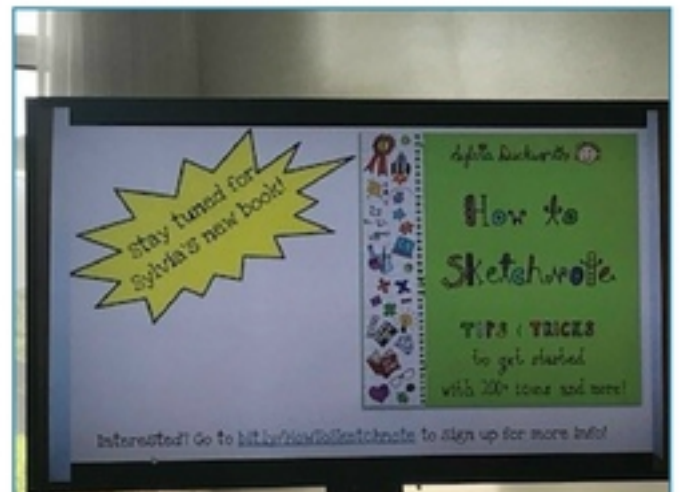 Stay tuned for
Sylvia's new book!
Sylvia Duckworth
How to
Sketchnote
TIPS & TRICKS
to get started
with 200+ icons and more!
Interested? Go to bit.ly/HowToSketchnote to sign up for more info!